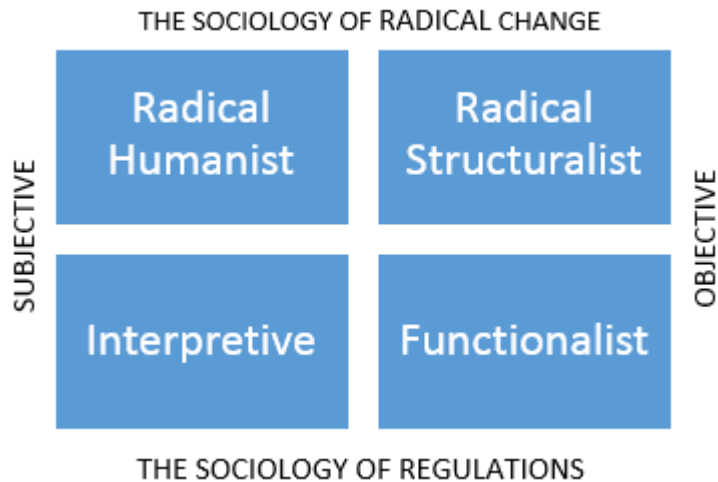 THE SOCIOLOGY OF RADICAL CHANGE
Radical
Humanist
Radical
Structuralist
SUBJECTIVE
OBJECTIVE
Interpretive
Functionalist
THE SOCIOLOGY OF REGULATIONS